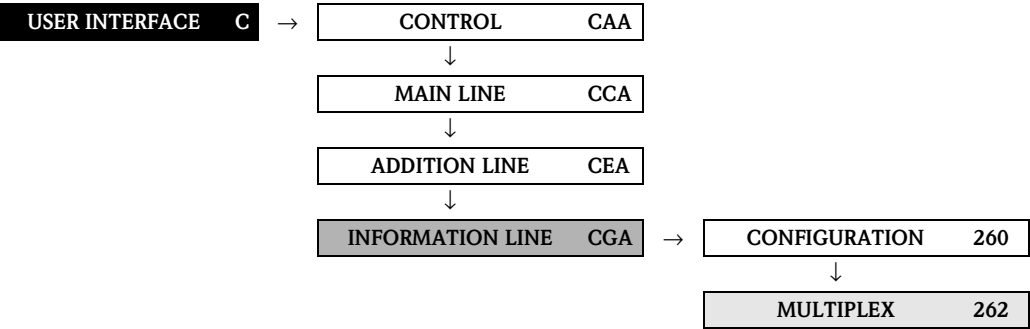 USER INTERFACE C → CONTROL CAA
↓
MAIN LINE CCA
↓
ADDITION LINE CEA
↓
INFORMATION LINE CGA → CONFIGURATION 260
↓
MULTIPLEX 262